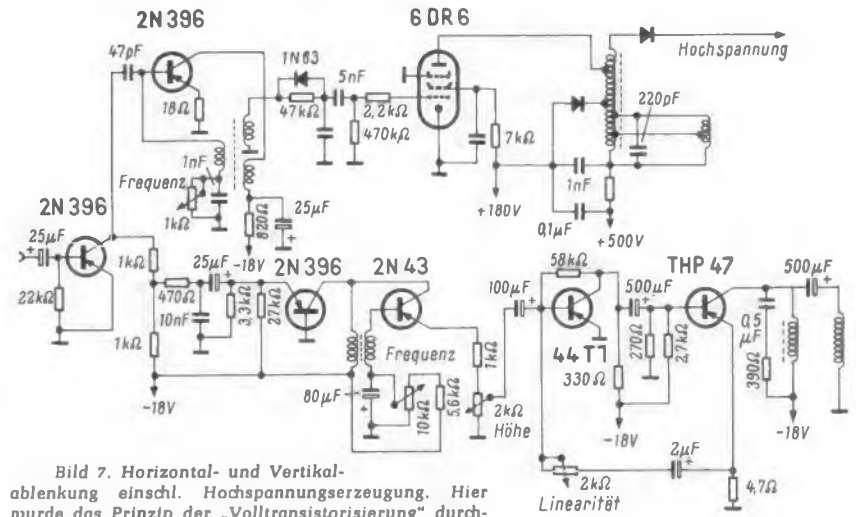 2N396
6DR6
47pF
1N63
5nF
Hochspannung
18Ω
47kΩ
2,2kΩ
220pF
470kΩ
7kΩ
1nF
Frequenz
1kΩ
1nF
+180V
0,1µF
+500V
2N396
25µF
820Ω
25µF
-18V
1kΩ
25µF
2N396
2N43
THP 47
58kΩ
500µF
500µF
100µF
22kΩ
470Ω
10nF
3,3kΩ
27kΩ
Frequenz
1kΩ
44T1
0,5
µF
270Ω
2,7kΩ
390Ω
1kΩ
80µF
10kΩ
5,6kΩ
2kΩ
Höhe
330Ω
-18V
-18V
-18V
2µF
2kΩ
Linearität
4,7Ω
Bild 7. Horizontal- und Vertikal-
ablenkung einschl. Hochspannungserzeugung. Hier
wurde das Prinzip der „Volltransistorisierung" durch-